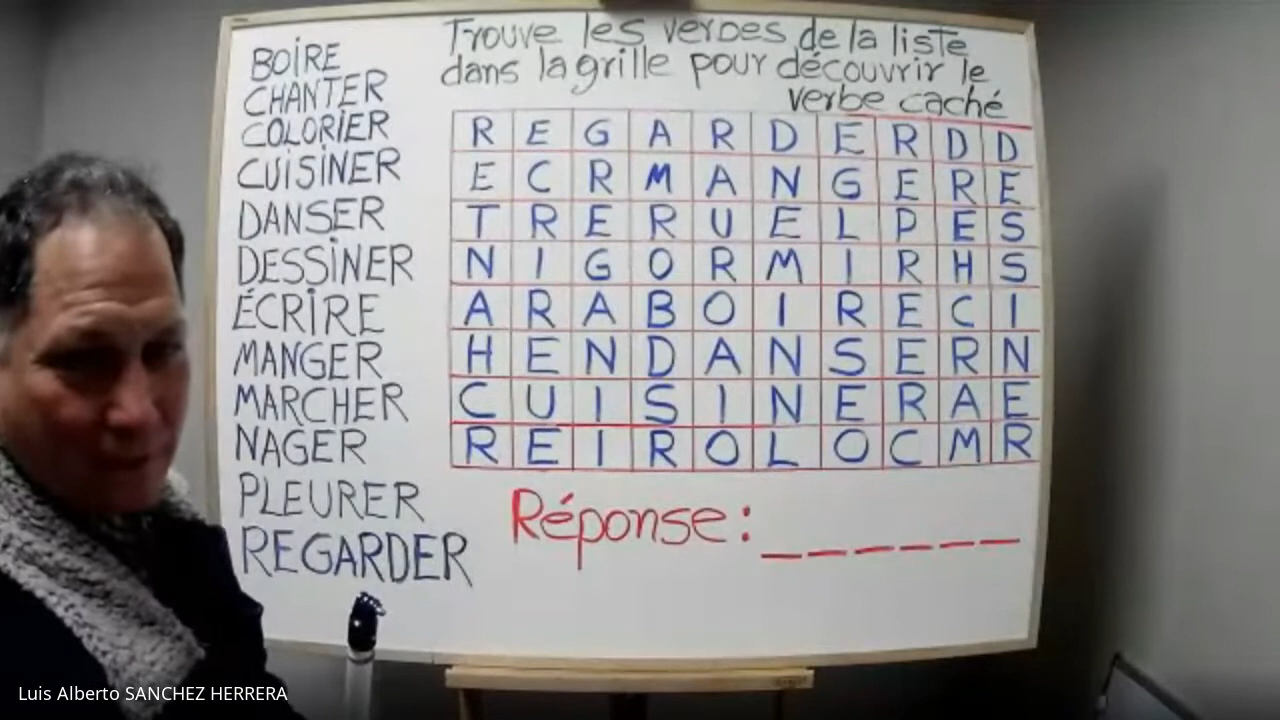 Trouve les verbes de la liste
dans la grille pour découvrir le
verbe caché
BOIRE
CHANTER
COLORIER
CUISINER
DANSER
DESSINER
ÉCRIRE
MANGER
MARCHER
NAGER
PLEURER
REGARDER
R E G A R D E R D D
E C R M A N G E R E
T R E R U E L P E S
N I G O R M I R H S
A R A B O I R E C I
H E N D A N S E R N
C U I S I N E R A E
R E I R O L O C M R
Réponse: _ _ _ _ _ _
Luis Alberto SANCHEZ HERRERA